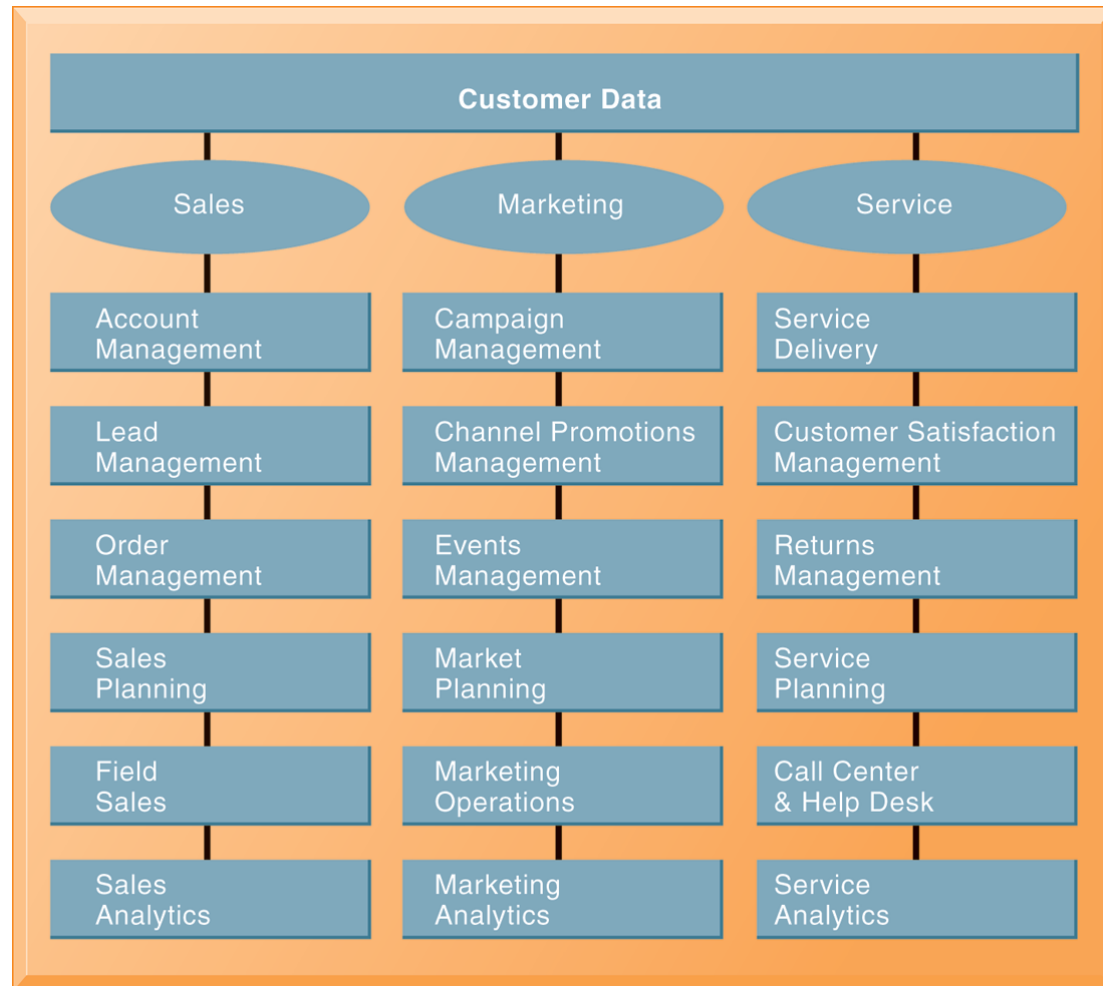 Customer Data
Sales
Marketing
Service
Account
Management
Campaign
Management
Service
Delivery
Lead
Management
Channel Promotions
Management
Customer Satisfaction
Management
Order
Management
Events
Management
Returns
Management
Sales
Planning
Market
Planning
Service
Planning
Field
Sales
Marketing
Operations
Call Center
& Help Desk
Sales
Analytics
Marketing
Analytics
Service
Analytics